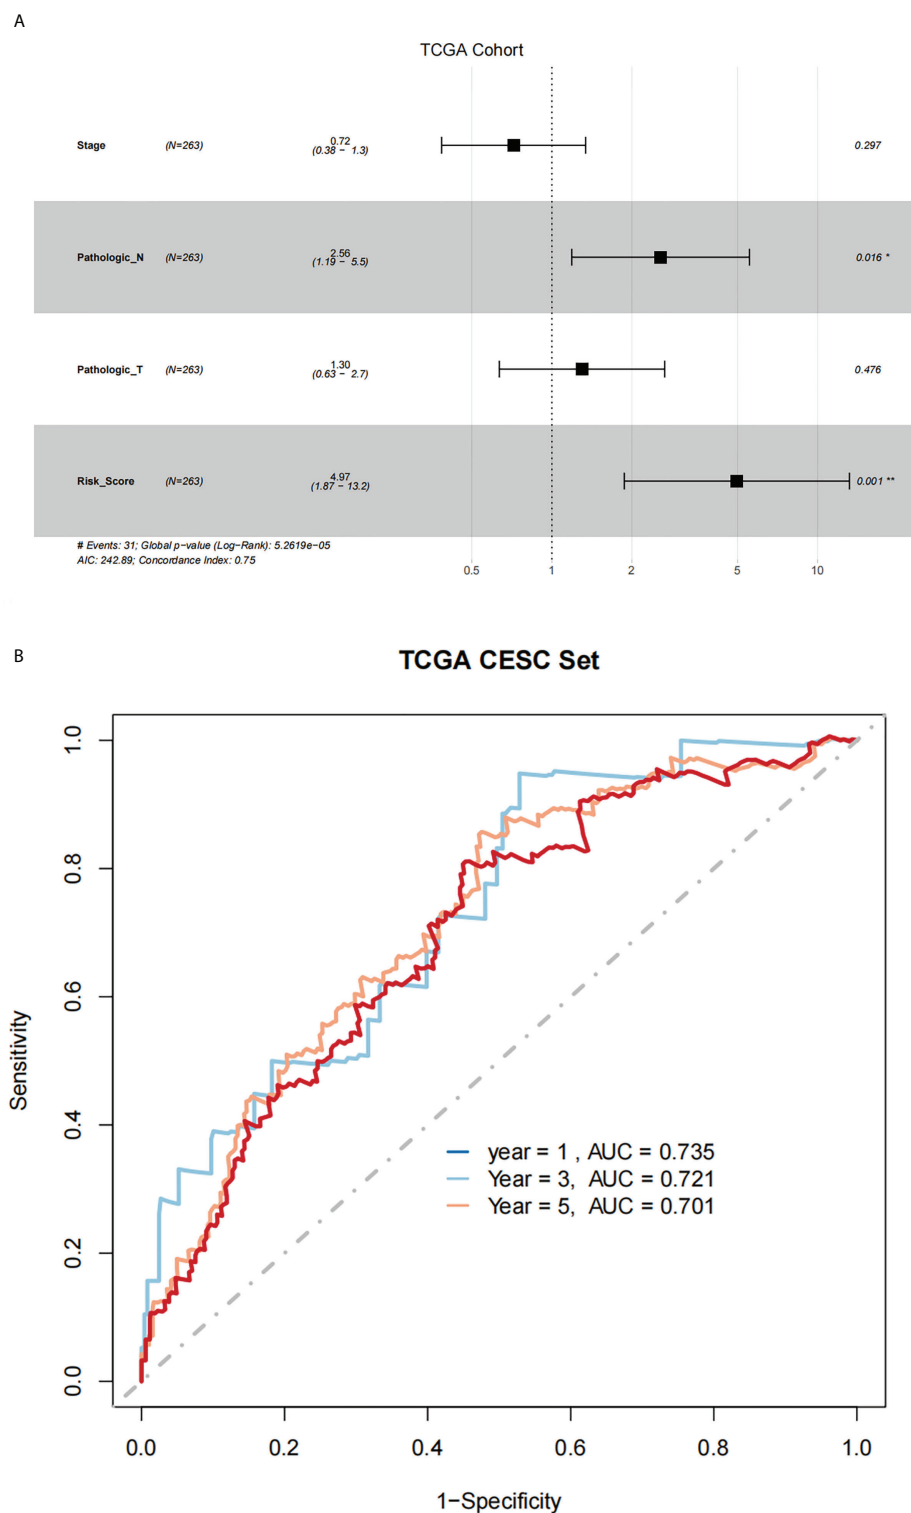 A
TCGA Cohort
Stage (N=263) 0.72 0.297
(0.38 − 1.3)
Pathologic_N (N=263) 2.56 0.016 *
(1.19 − 5.5)
Pathologic_T (N=263) 1.30 0.476
(0.63 − 2.7)
Risk_Score (N=263) 4.97 0.001 **
(1.87 − 13.2)
# Events: 31; Global p−value (Log−Rank): 5.2619e−05
AIC: 242.89; Concordance Index: 0.75
0.5 1 2 5 10
B
TCGA CESC Set
1.0
0.8
0.6
0.4
0.2
0.0
Sensitivity
year = 1 , AUC = 0.735
Year = 3, AUC = 0.721
Year = 5, AUC = 0.701
0.0 0.2 0.4 0.6 0.8 1.0
1−Specificity